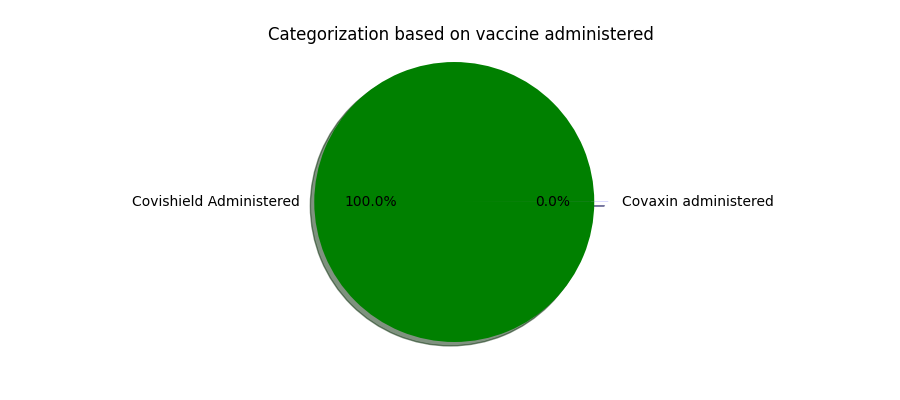 Categorization based on vaccine administered
Covishield Administered
100.0%
0.0%
Covaxin administered